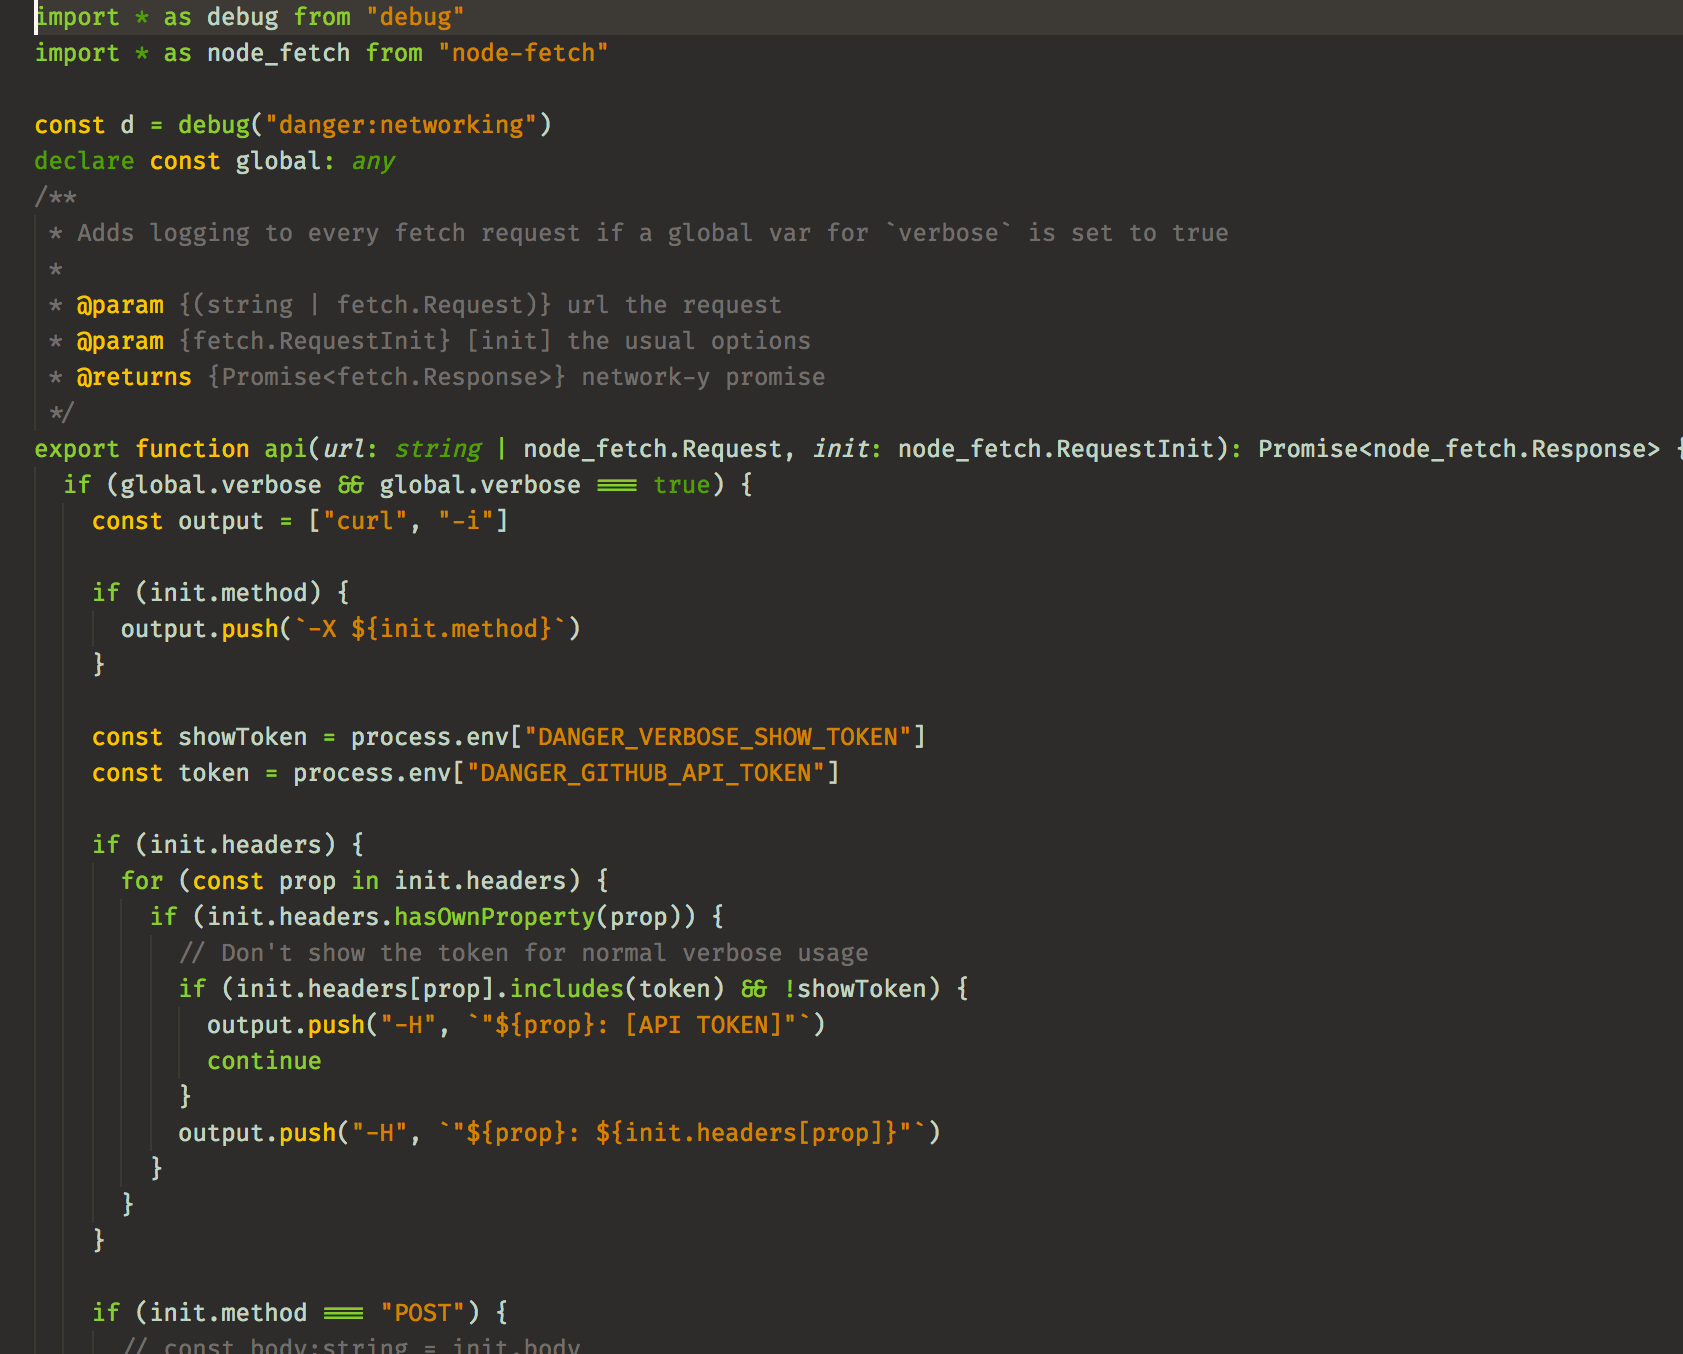 import * as debug from "debug"
import * as node_fetch from "node-fetch"

const d = debug("danger:networking")
declare const global: any
/**
 * Adds logging to every fetch request if a global var for `verbose` is set to true
 *
 * @param {(string | fetch.Request)} url the request
 * @param {fetch.RequestInit} [init] the usual options
 * @returns {Promise<fetch.Response>} network-y promise
 */
export function api(url: string | node_fetch.Request, init: node_fetch.RequestInit): Promise<node_fetch.Response> {
  if (global.verbose && global.verbose === true) {
    const output = ["curl", "-i"]

    if (init.method) {
      output.push(`-X ${init.method}`)
    }

    const showToken = process.env["DANGER_VERBOSE_SHOW_TOKEN"]
    const token = process.env["DANGER_GITHUB_API_TOKEN"]

    if (init.headers) {
      for (const prop in init.headers) {
        if (init.headers.hasOwnProperty(prop)) {
          // Don't show the token for normal verbose usage
          if (init.headers[prop].includes(token) && !showToken) {
            output.push("-H", `"${prop}: [API TOKEN]"`)
            continue
          }
          output.push("-H", `"${prop}: ${init.headers[prop]}"`)
        }
      }
    }

    if (init.method === "POST") {
      // const body:string = init.body